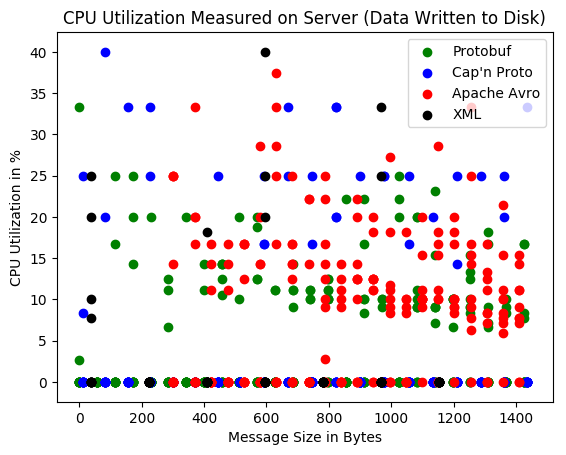 CPU Utilization Measured on Server (Data Written to Disk)
Protobuf
Cap'n Proto
Apache Avro
XML
CPU Utilization in %
40
35
30
25
20
15
10
5
0
0 200 400 600 800 1000 1200 1400
Message Size in Bytes